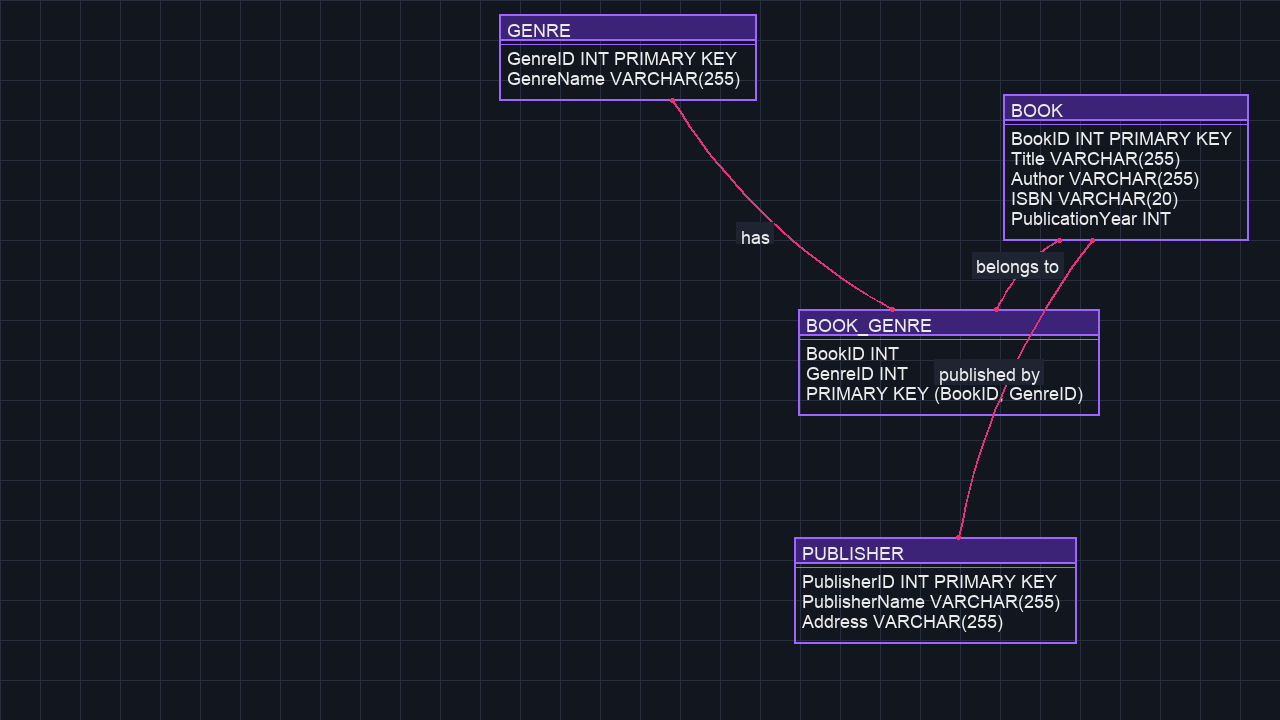 GENRE
GenreID INT PRIMARY KEY
GenreName VARCHAR(255)
BOOK
BookID INT PRIMARY KEY
Title VARCHAR(255)
Author VARCHAR(255)
ISBN VARCHAR(20)
PublicationYear INT
has
belongs to
BOOK_GENRE
BookID INT
GenreID INT
PRIMARY KEY (BookID, GenreID)
published by
PUBLISHER
PublisherID INT PRIMARY KEY
PublisherName VARCHAR(255)
Address VARCHAR(255)